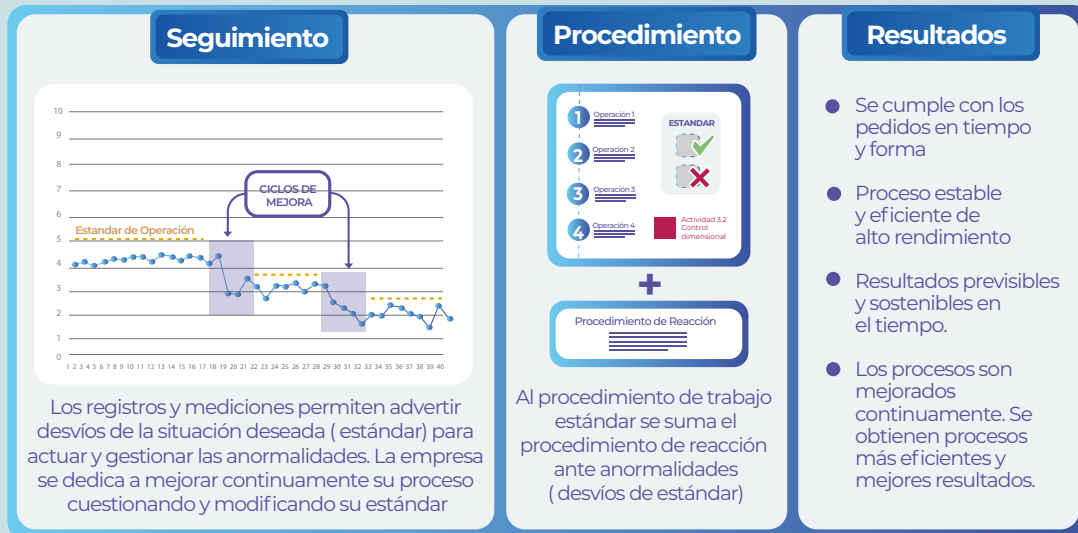 Seguimiento
10
9
8
7
6
5
4
3
2
1
0
CICLOS DE
MEJORA
Estandar de Operación
1 2 3 4 5 6 7 8 9 10 11 12 13 14 15 16 17 18 19 20 21 22 23 24 25 26 27 28 29 30 31 32 33 34 35 36 37 38 39 40
Los registros y mediciones permiten advertir
desvíos de la situación deseada ( estándar) para
actuar y gestionar las anormalidades. La empresa
se dedica a mejorar continuamente su proceso
cuestionando y modificando su estándar
Procedimiento
1 Operación 1
2 Operación 2
3 Operación 3
4 Operación 4
ESTANDAR
Actividad 3,2
Control
dimensional
+
Procedimiento de Reacción
Al procedimiento de trabajo
estándar se suma el
procedimiento de reacción
ante anormalidades
( desvíos de estándar)
Resultados
Se cumple con los
pedidos en tiempo
y forma
Proceso estable
y eficiente de
alto rendimiento
Resultados previsibles
y sostenibles en
el tiempo.
Los procesos son
mejorados
continuamente. Se
obtienen procesos
más eficientes y
mejores resultados.